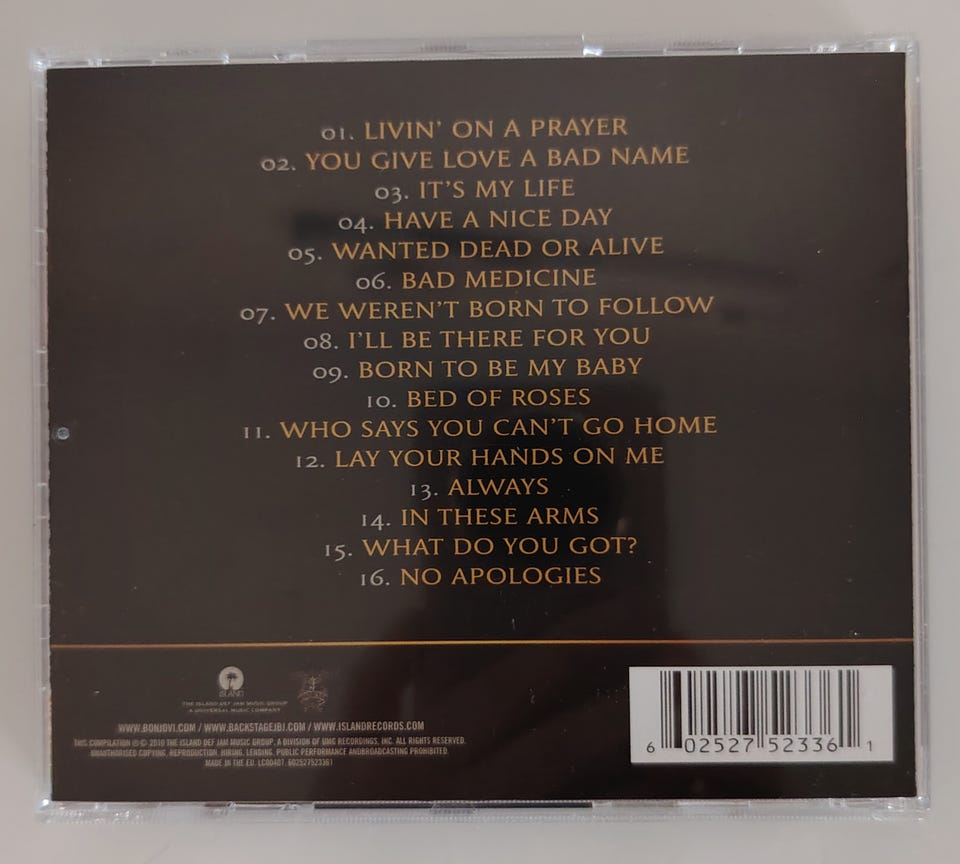 01. LIVIN' ON A PRAYER
02. YOU GIVE LOVE A BAD NAME
03. IT'S MY LIFE
04. HAVE A NICE DAY
05. WANTED DEAD OR ALIVE
06. BAD MEDICINE
07. WE WEREN'T BORN TO FOLLOW
08. I'LL BE THERE FOR YOU
09. BORN TO BE MY BABY
10. BED OF ROSES
11. WHO SAYS YOU CAN'T GO HOME
12. LAY YOUR HANDS ON ME
13. ALWAYS
14. IN THESE ARMS
15. WHAT DO YOU GOT?
16. NO APOLOGIES
ISLAND
THE ISLAND DEF JAM MUSIC GROUP
A UNIVERSAL MUSIC COMPANY
WWW.BONJOVI.COM / WWW.BACKSTAGEJBJ.COM / WWW.ISLANDRECORDS.COM
THIS COMPILATION ℗ © 2010 THE ISLAND DEF JAM MUSIC GROUP, A DIVISION OF UMG RECORDINGS, INC. ALL RIGHTS RESERVED.
UNAUTHORISED COPYING, REPRODUCTION, HIRING, LENDING, PUBLIC PERFORMANCE ANDBROADCASTING PROHIBITED.
MADE IN THE EU. LC00407. 602527523361
6 02527 52336 1